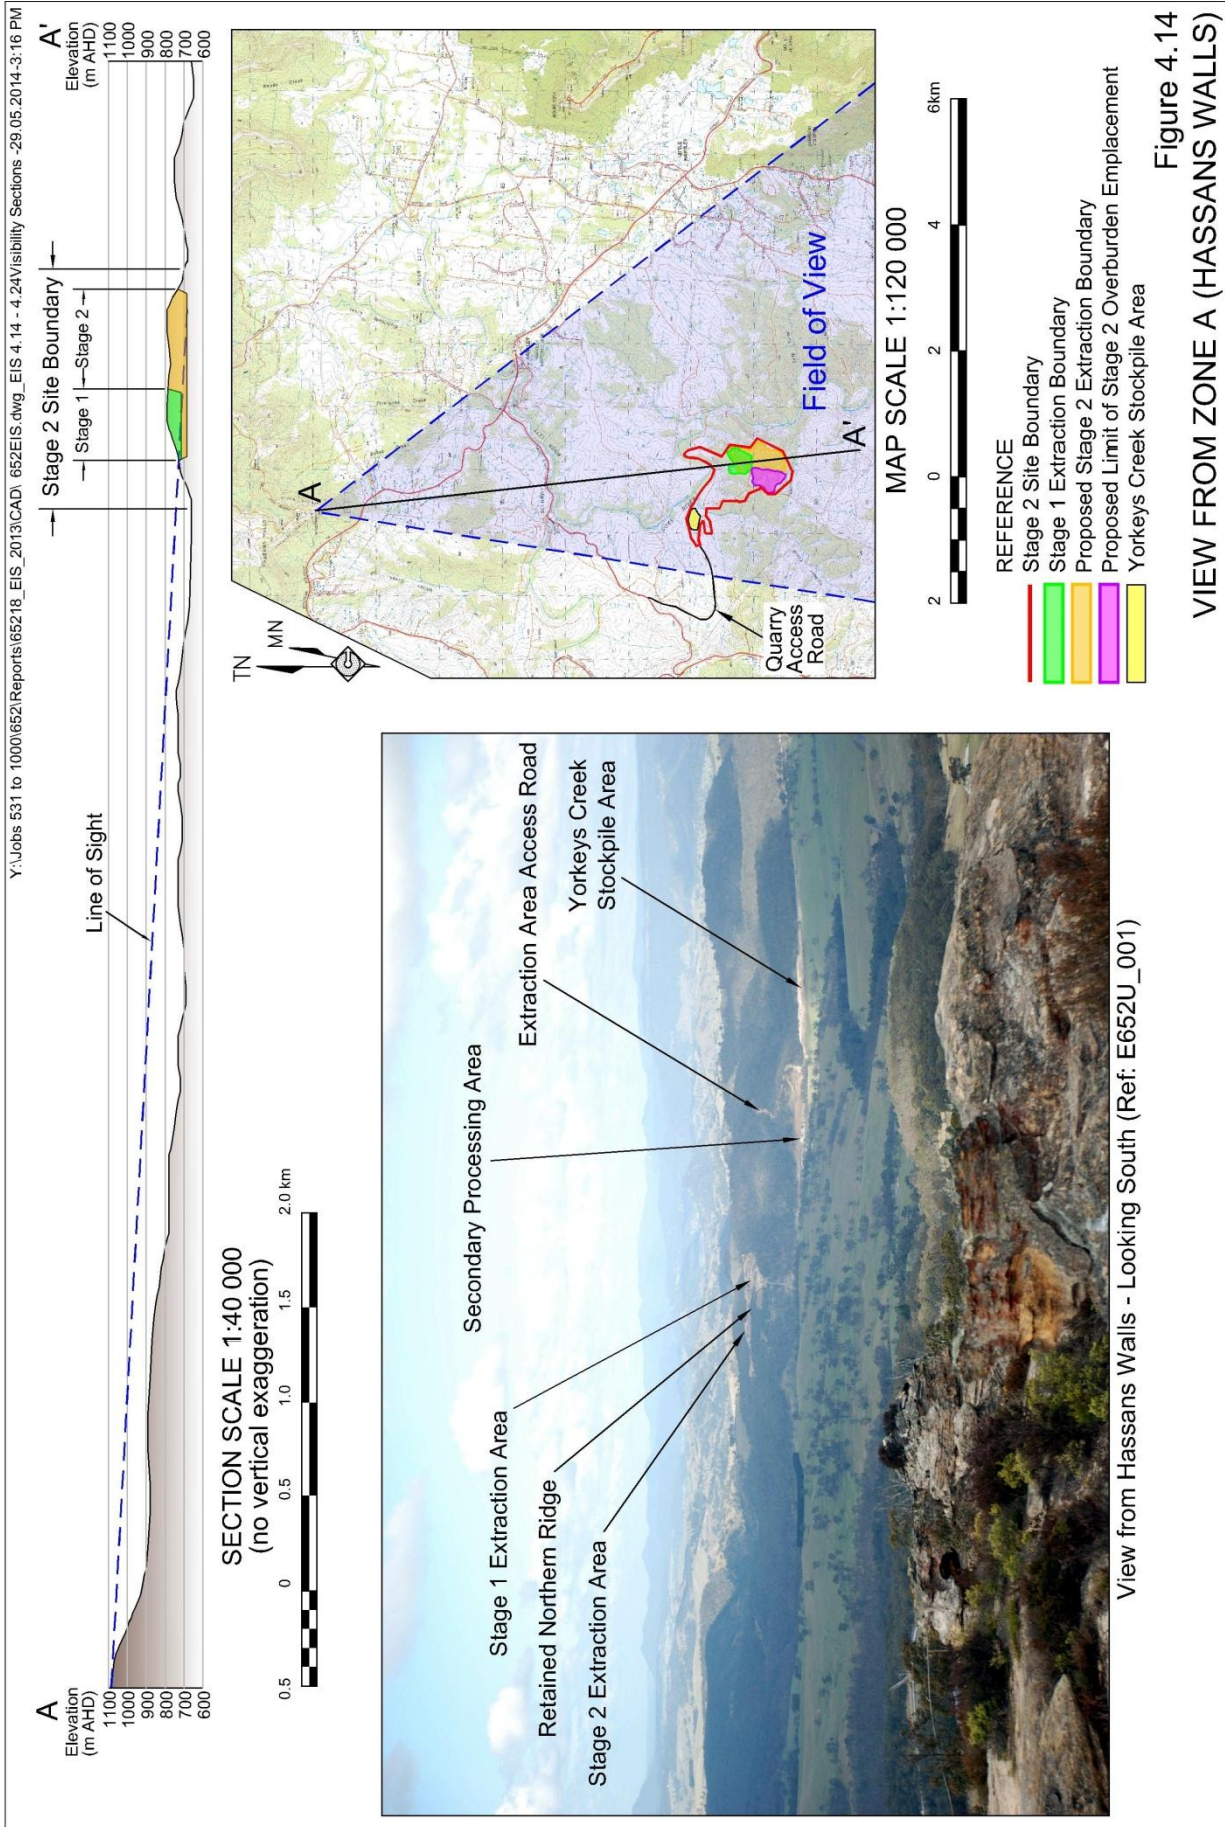 Y:\Jobs 531 to 1000\652\Reports\65218_EIS_2013\CAD\ 652EIS.dwg_EIS 4.14 - 4.24Visibility Sections -29.05.2014-3:16 PM
A
Elevation
(m AHD)
1100
1000
900
800
700
600
Line of Sight
Stage 2 Site Boundary
Stage 1
Stage 2
A'
Elevation
(m AHD)
1100
1000
900
800
700
600
SECTION SCALE 1:40 000
(no vertical exaggeration)
0.5
0
0.5
1.0
1.5
2.0 km
TN
MN
A
Field of View
A'
Quarry
Access
Road
MAP SCALE 1:120 000
2
0
2
4
6km
REFERENCE
Stage 2 Site Boundary
Stage 1 Extraction Boundary
Proposed Stage 2 Extraction Boundary
Proposed Limit of Stage 2 Overburden Emplacement
Yorkeys Creek Stockpile Area
Stage 1 Extraction Area
Retained Northern Ridge
Stage 2 Extraction Area
Secondary Processing Area
Extraction Area Access Road
Yorkeys Creek
Stockpile Area
View from Hassans Walls - Looking South (Ref: E652U_001)
Figure 4.14
VIEW FROM ZONE A (HASSANS WALLS)